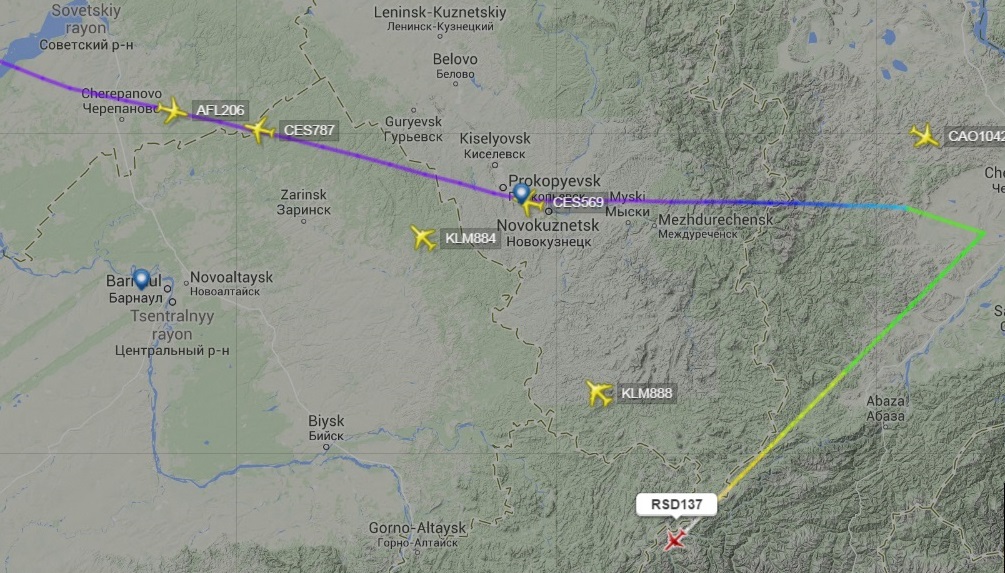 Sovetskiy
rayon
Советский р-н
Leninsk-Kuznetskiy
Ленинск-Кузнецкий
Belovo
Белово
Cherepanovo
Черепаново
AFL206
CES787
Guryevsk
Гурьевск
Kiselyovsk
Киселевск
CAO1042
Zarinsk
Заринск
Prokopyevsk
CES569
Myski
Мыски
Novokuznetsk
Новокузнецк
Mezhdurechensk
Междуреченск
KLM884
Novoaltaysk
Новоалтайск
Барнаул
Tsentralnyy
rayon
Центральный р-н
KLM888
Abaza
Абаза
Biysk
Бийск
RSD137
Gorno-Altaysk
Горно-Алтайск